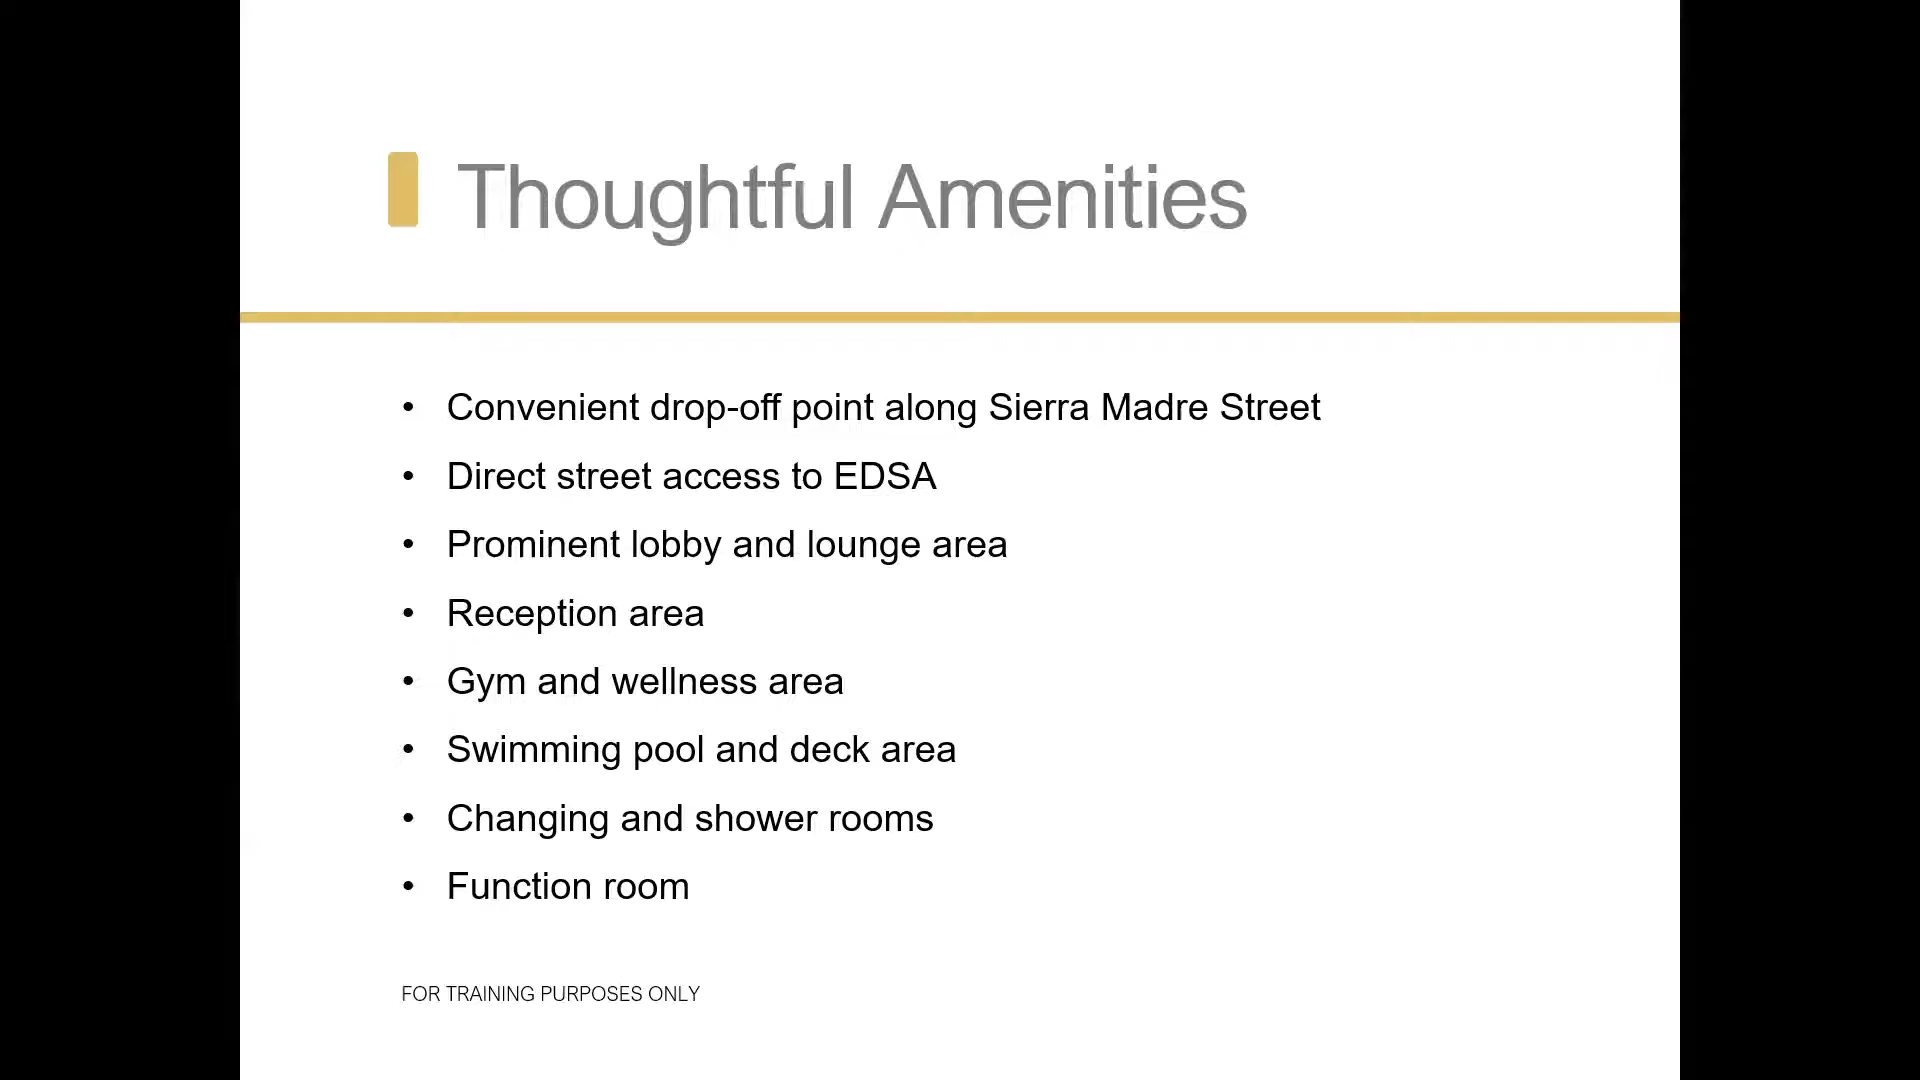 Thoughtful Amenities
• Convenient drop-off point along Sierra Madre Street
• Direct street access to EDSA
• Prominent lobby and lounge area
• Reception area
• Gym and wellness area
• Swimming pool and deck area
• Changing and shower rooms
• Function room
FOR TRAINING PURPOSES ONLY